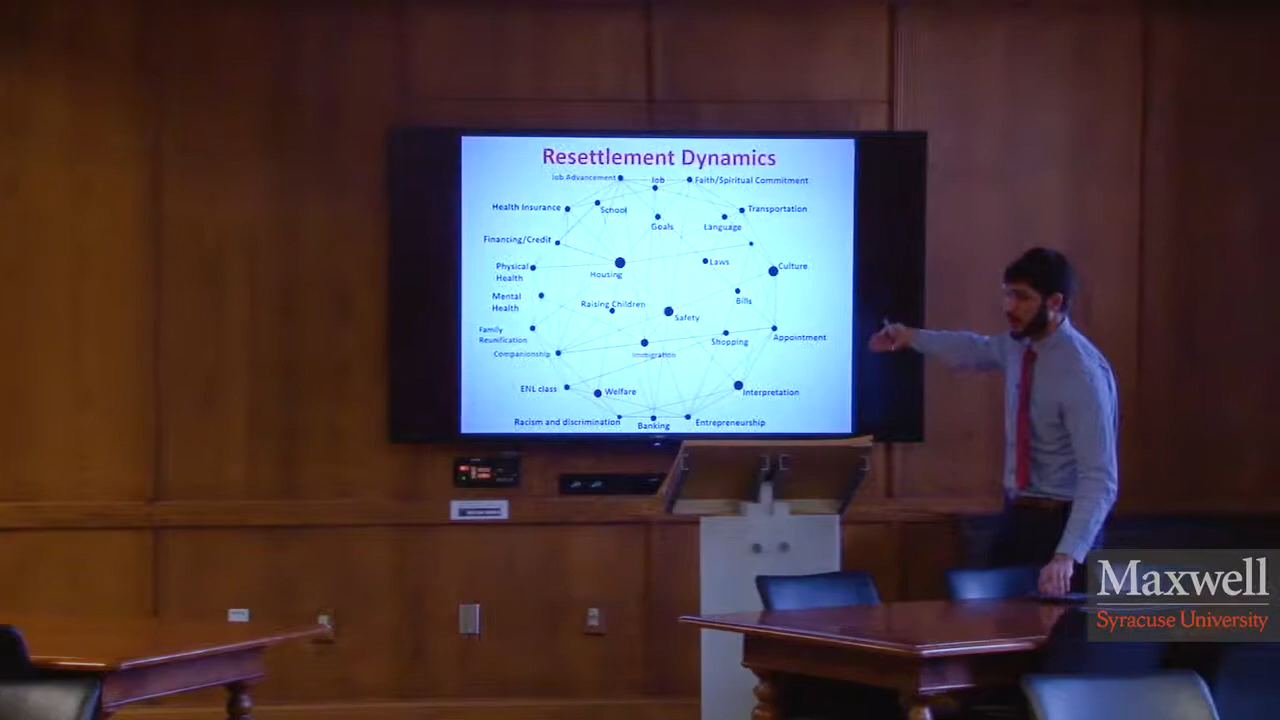 Resettlement Dynamics
Job Advancement
Job
Faith/Spiritual Commitment
Health Insurance
School
Transportation
Goals
Language
Financing/Credit
Laws
Culture
Physical
Health
Housing
Mental
Health
Raising Children
Bills
Safety
Family
Reunification
Companionship
Immigration
Shopping
Appointment
ENL class
Welfare
Interpretation
Racism and discrimination
Banking
Entrepreneurship
Maxwell
Syracuse University